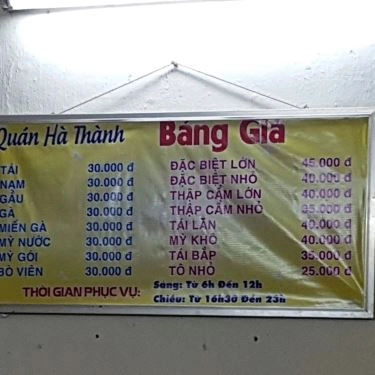 Quán Hà Thành Bảng Giá
TÁI 30.000 đ ĐẶC BIỆT LỚN 45.000 đ
NẠM 30.000 đ ĐẶC BIỆT NHỎ 40.000 đ
GẦU 30.000 đ THẬP CẨM LỚN 40.000 đ
GÀ 30.000 đ THẬP CẨM NHỎ 35.000 đ
MIẾN GÀ 30.000 đ TÁI LĂN 40.000 đ
MỲ NƯỚC 30.000 đ MỲ KHÔ 40.000 đ
MỲ GÓI 30.000 đ TÁI BẮP 35.000 đ
BÒ VIÊN 30.000 đ TÔ NHỎ 25.000 đ
THỜI GIAN PHỤC VỤ: Sáng: Từ 6h Đến 12h
Chiều: Từ 16h30 Đến 23h